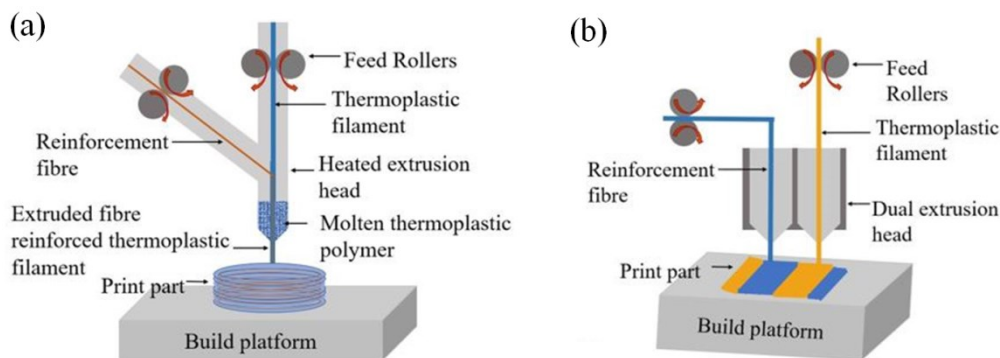 (a)
Feed Rollers
Thermoplastic
filament
Reinforcement
fibre
Heated extrusion
head
Extruded fibre
reinforced thermoplastic
filament
Molten thermoplastic
polymer
Print part
Build platform
(b)
Feed
Rollers
Thermoplastic
filament
Reinforcement
fibre
Dual extrusion
head
Print part
Build platform